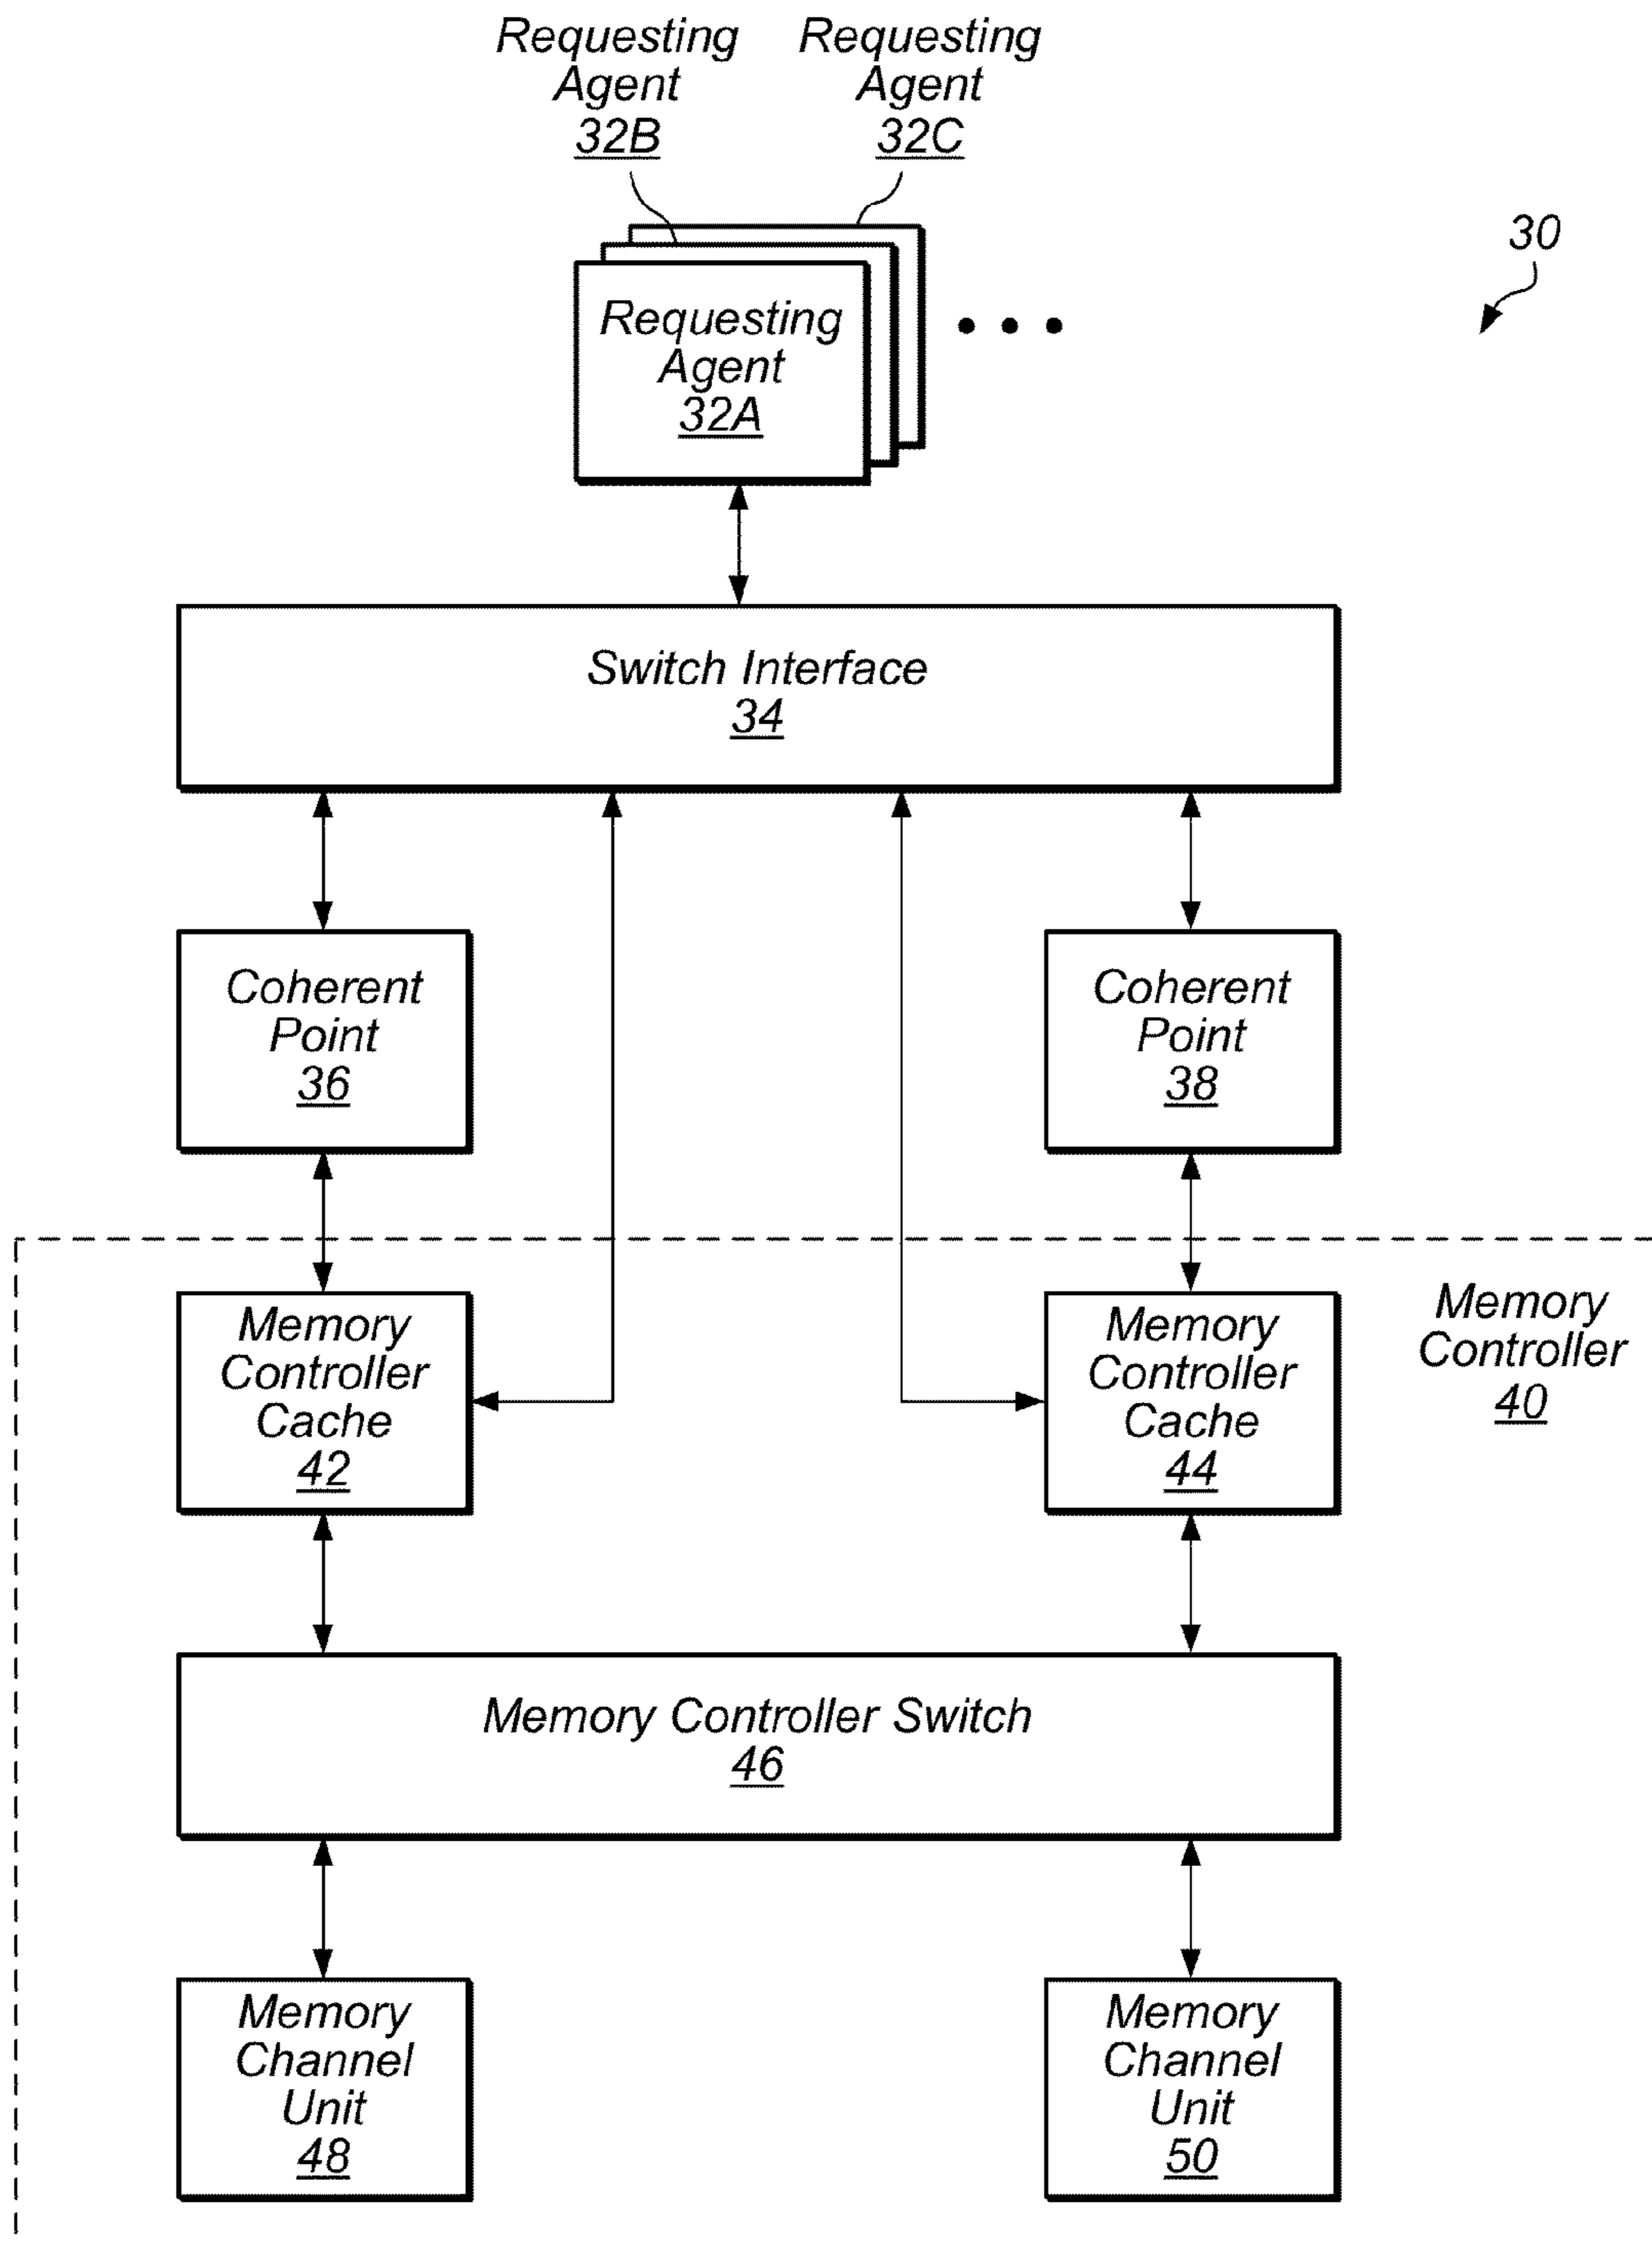 Requesting
Agent
32B
Requesting
Agent
32C
30
Requesting
Agent
32A
Switch Interface
34
Coherent
Point
36
Coherent
Point
38
Memory
Controller
Cache
42
Memory
Controller
Cache
44
Memory
Controller
40
Memory Controller Switch
46
Memory
Channel
Unit
48
Memory
Channel
Unit
50